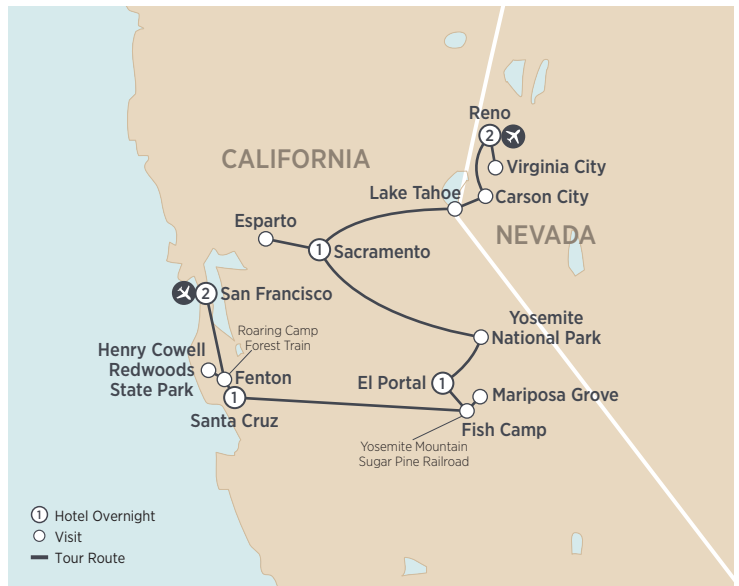 Reno
2
Virginia City
CALIFORNIA
Lake Tahoe
Carson City
Esparto
NEVADA
1
Sacramento
2
San Francisco
Yosemite
National Park
Roaring Camp
Forest Train
Henry Cowell
Redwoods
State Park
Fenton
El Portal
1
Mariposa Grove
1
Santa Cruz
Fish Camp
Yosemite Mountain
Sugar Pine Railroad
1 Hotel Overnight
Visit
Tour Route